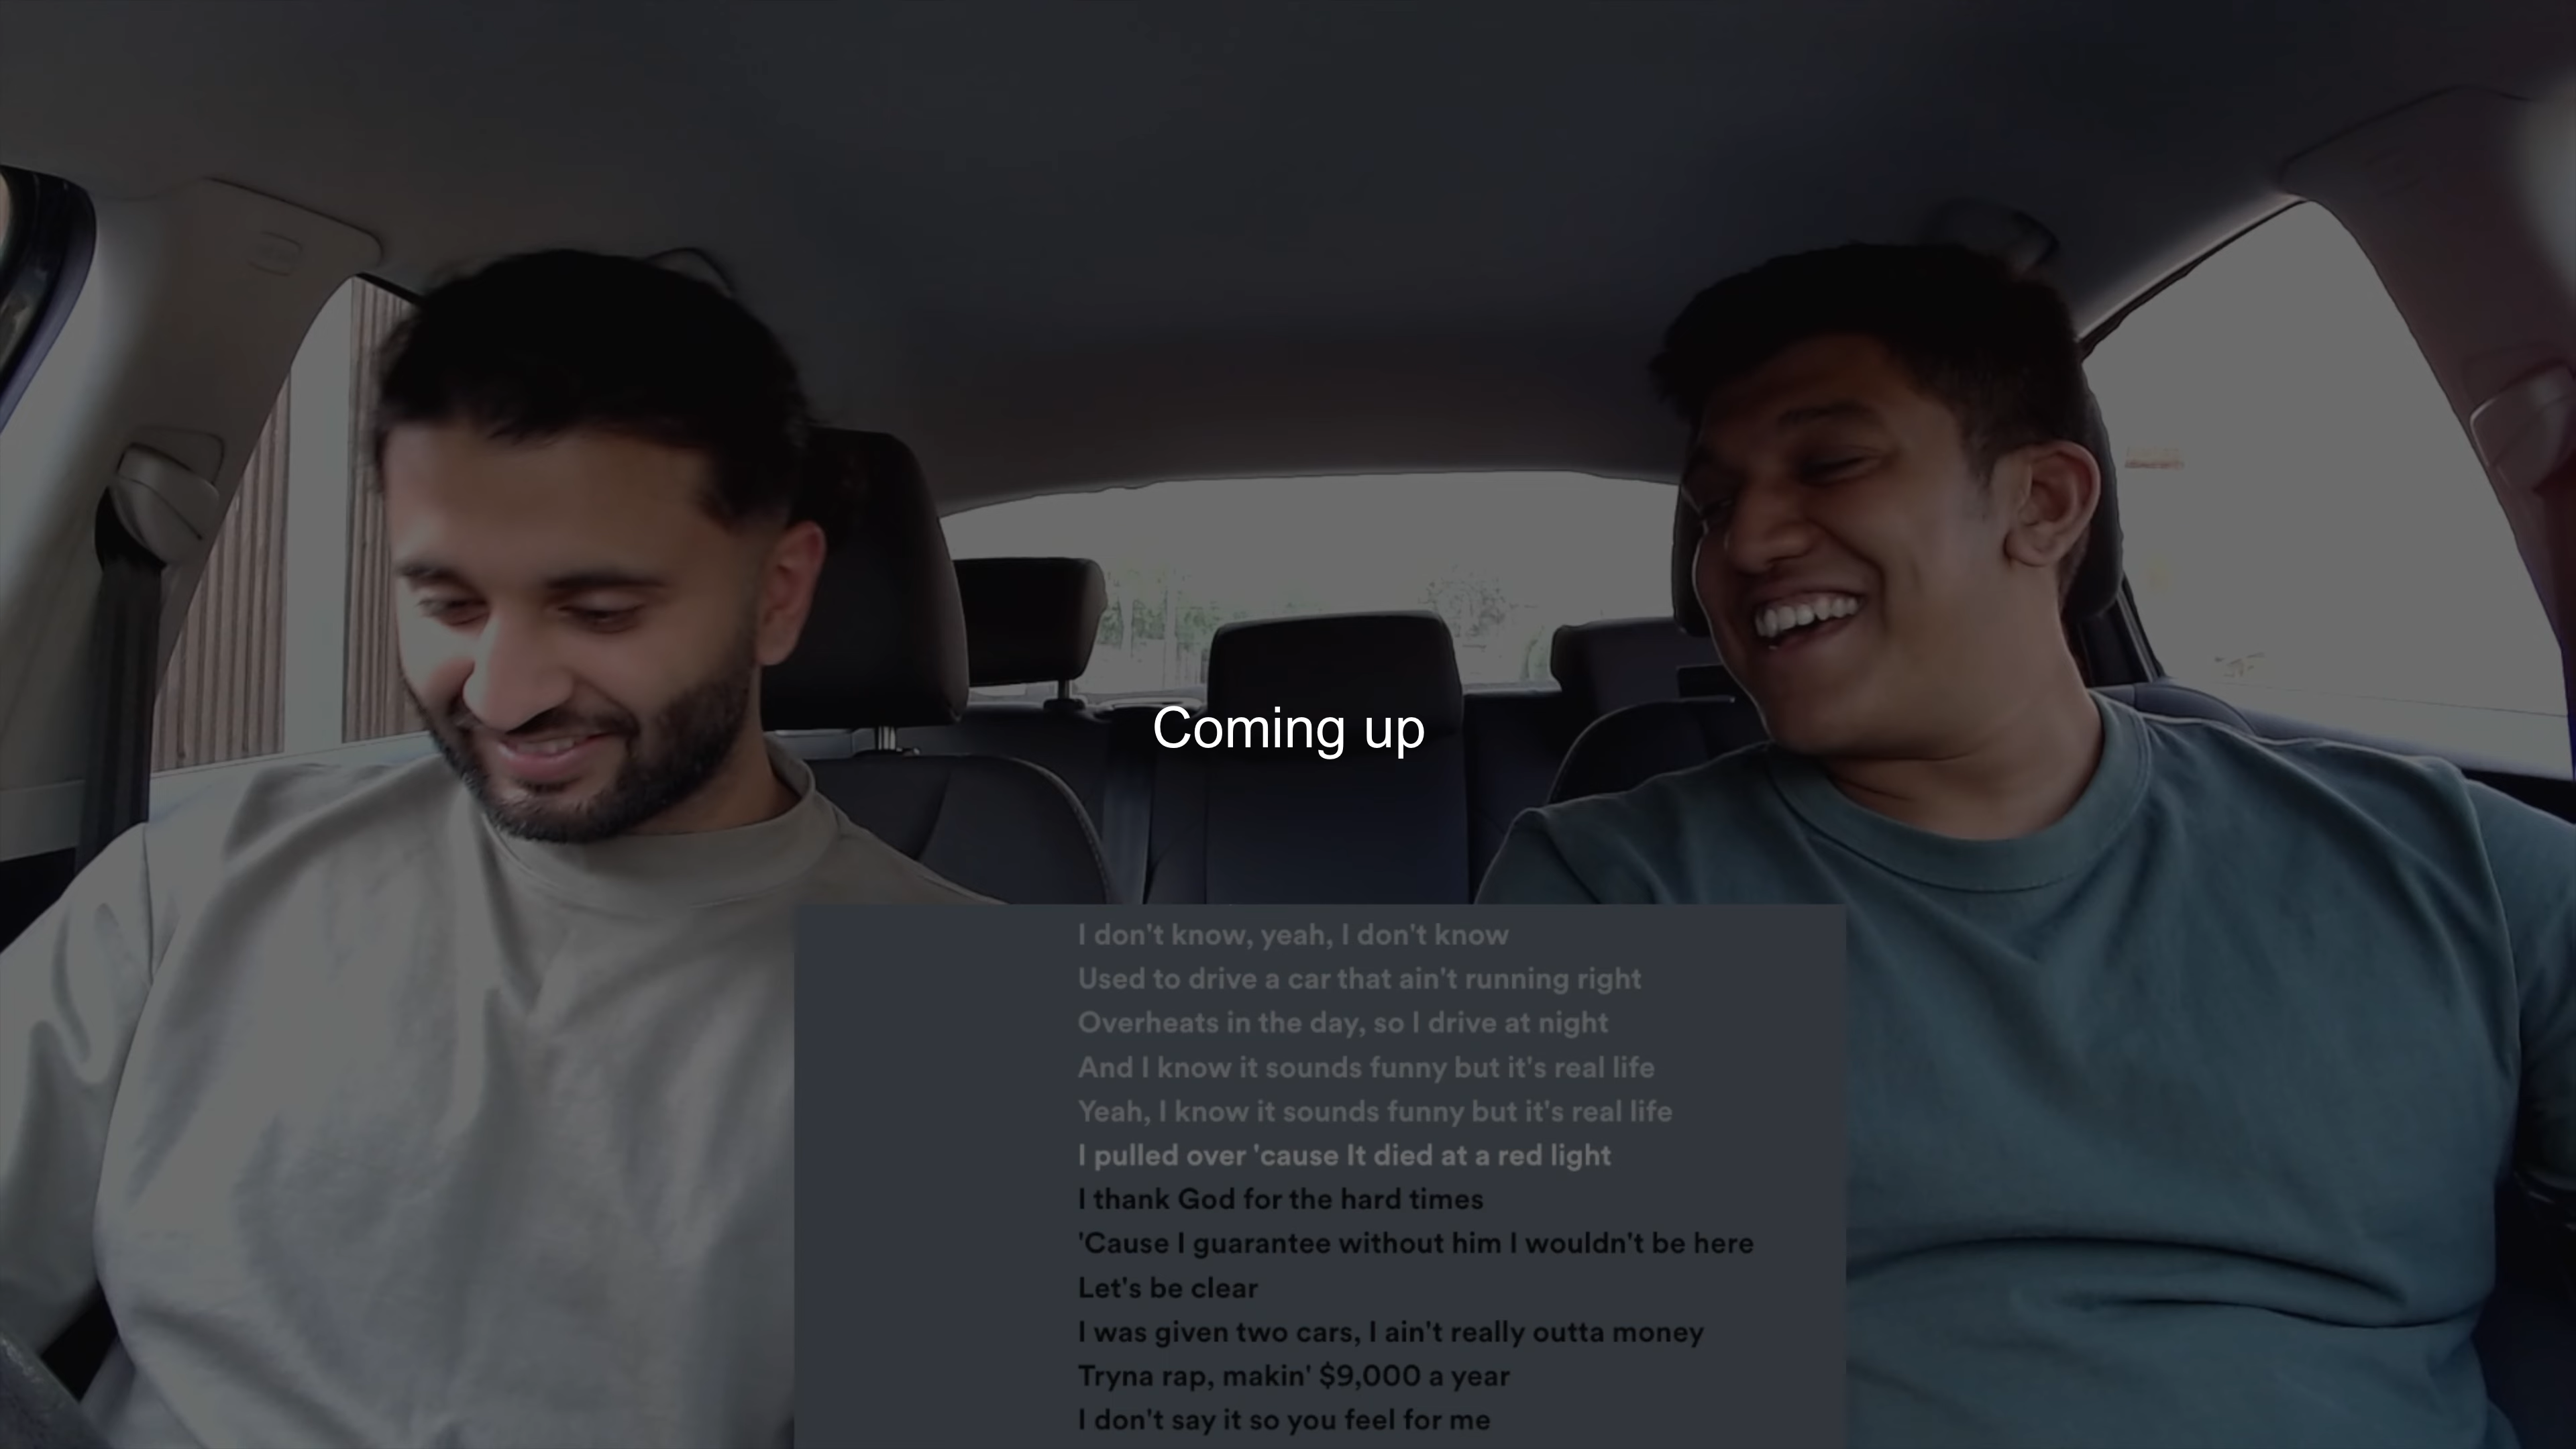 Coming up
I don't know, yeah, I don't know
Used to drive a car that ain't running right
Overheats in the day, so I drive at night
And I know it sounds funny but it's real life
Yeah, I know it sounds funny but it's real life
I pulled over 'cause It died at a red light
I thank God for the hard times
'Cause I guarantee without him I wouldn't be here
Let's be clear
I was given two cars, I ain't really outta money
Tryna rap, makin' $9,000 a year
I don't say it so you feel for me